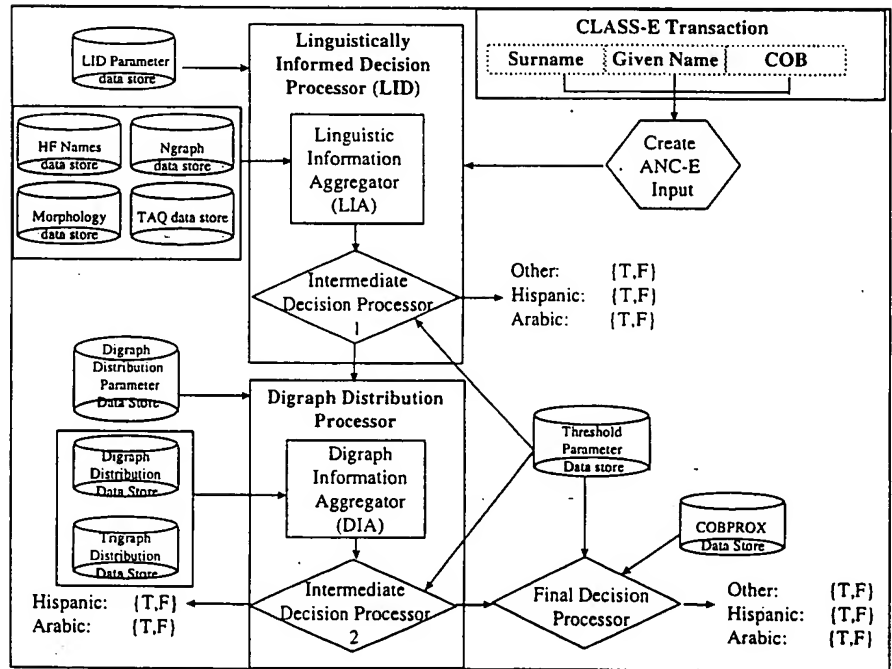 CLASS-E Transaction
Surname Given Name COB
Create
ANC-E
Input
Linguistically
Informed Decision
Processor (LID)
LID Parameter
data store
HF Names
data store
Ngraph
data store
Morphology
data store
TAQ data store
Linguistic
Information
Aggregator
(LIA)
Intermediate
Decision Processor
1
Other: {T,F}
Hispanic: {T,F}
Arabic: {T,F}
Digraph
Distribution
Parameter
Data Store
Digraph Distribution
Processor
Digraph
Distribution
Data Store
Trigraph
Distribution
Data Store
Digraph
Information
Aggregator
(DIA)
Threshold
Parameter
Data store
COBPROX
Data Store
Intermediate
Decision Processor
2
Hispanic: {T,F}
Arabic: {T,F}
Final Decision
Processor
Other: {T,F}
Hispanic: {T,F}
Arabic: {T,F}